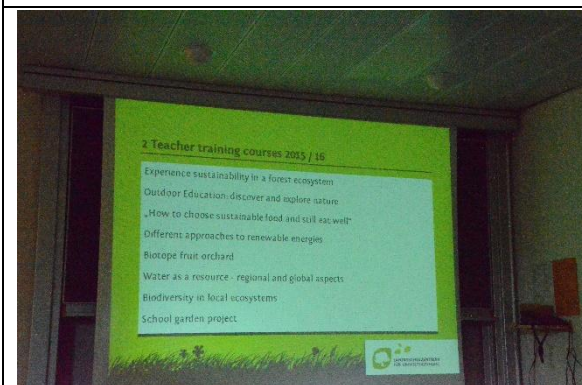 2 Teacher training courses 2015 / 16
Experience sustainability in a forest ecosystem
Outdoor Education: discover and explore nature
„How to choose sustainable food and still eat well“
Different approaches to renewable energies
Biotope fruit orchard
Water as a resource - regional and global aspects
Biodiversity in local ecosystems
School garden project